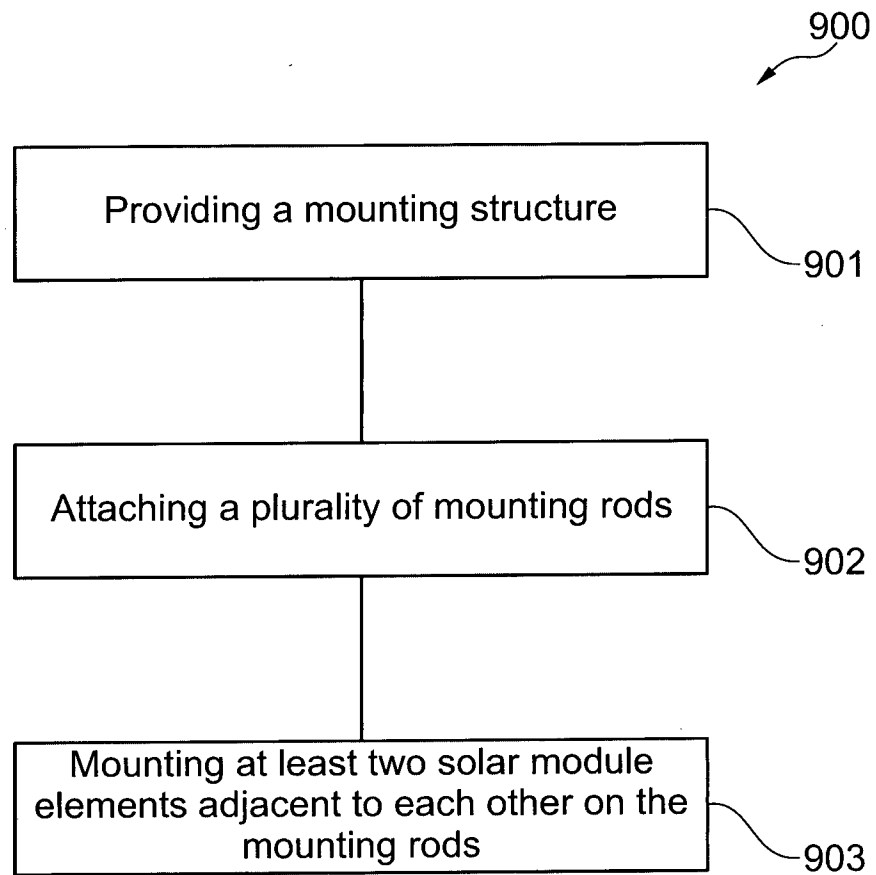 900
Providing a mounting structure
901
Attaching a plurality of mounting rods
902
Mounting at least two solar module
elements adjacent to each other on the
mounting rods
903